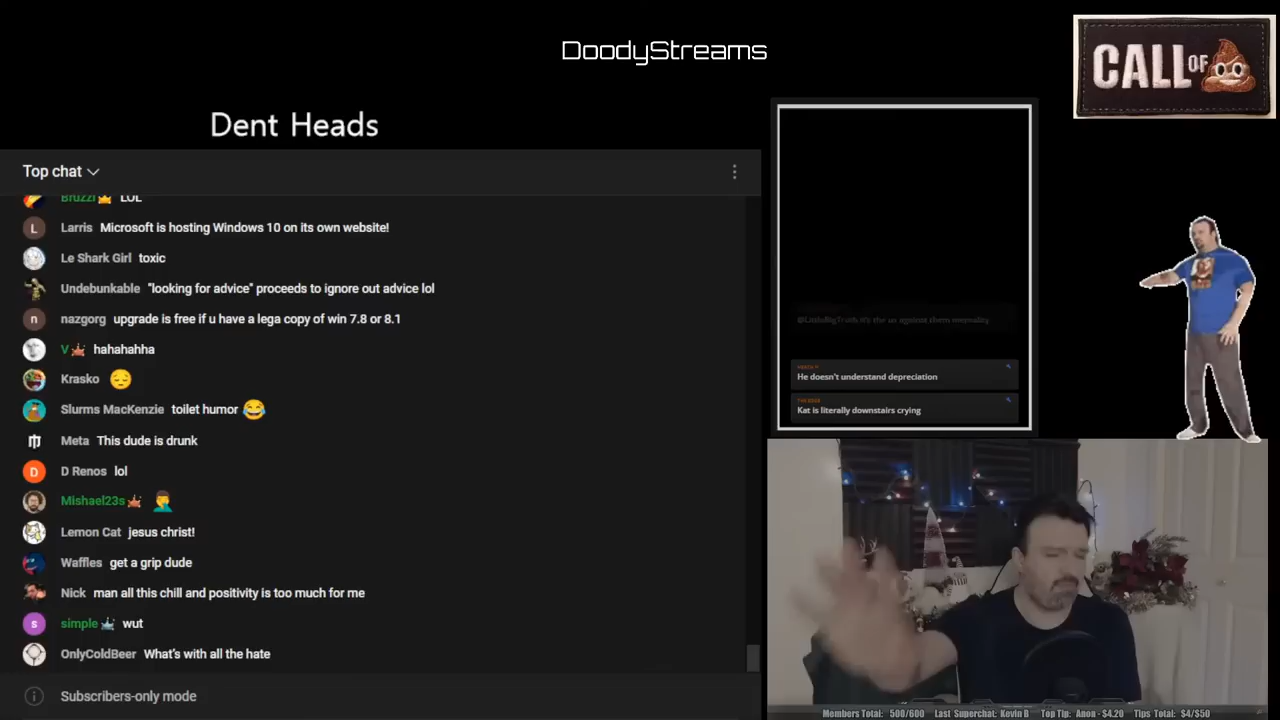 DoodyStreams
CALL OF
Dent Heads
Top chat
Bruzzi LOL
Larris Microsoft is hosting Windows 10 on its own website!
Le Shark Girl toxic
Undebunkable "looking for advice" proceeds to ignore out advice lol
nazgorg upgrade is free if u have a lega copy of win 7.8 or 8.1
V hahahahha
Krasko
Slurms MacKenzie toilet humor
Meta This dude is drunk
D Renos lol
Mishael23s
Lemon Cat jesus christ!
Waffles get a grip dude
Nick man all this chill and positivity is too much for me
simple wut
OnlyColdBeer What's with all the hate
Subscribers-only mode
He doesn't understand depreciation
Kat is literally downstairs crying
Members Total: 500/600 Last Superchat: Kevin B Top Tip: Anon - $4.20 Tips Total: $4/$50